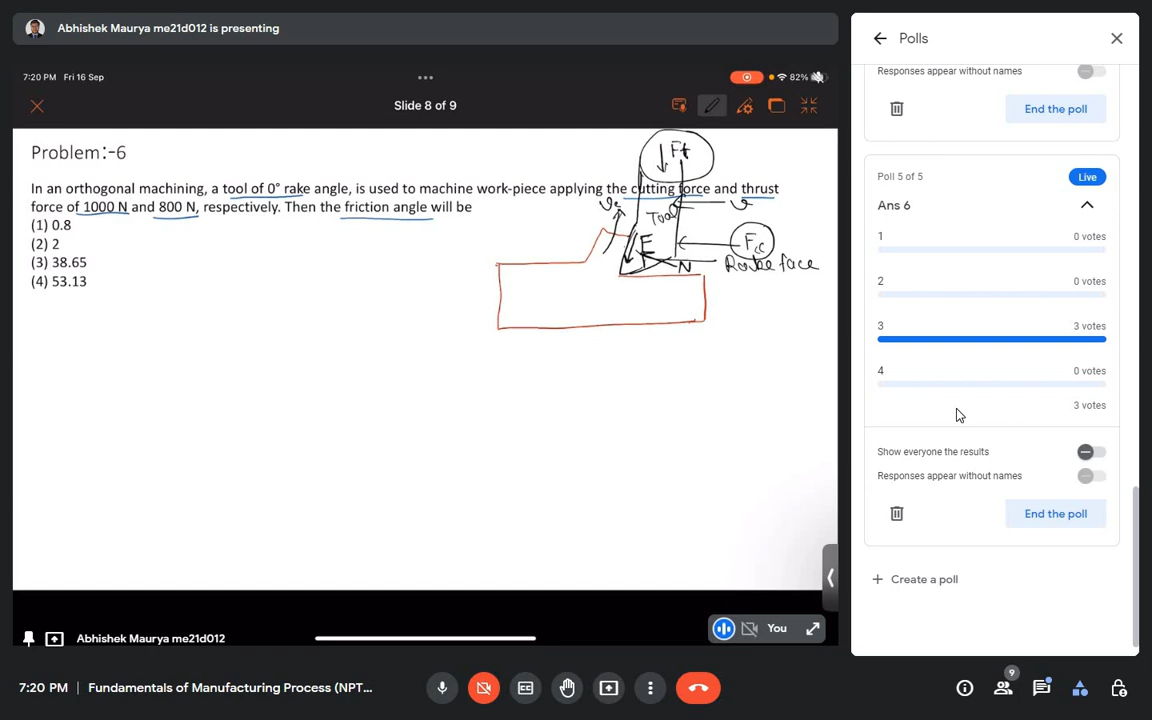 Abhishek Maurya me21d012 is presenting
Polls
7:20 PM Fri 16 Sep
82%
Slide 8 of 9
Responses appear without names
End the poll
Problem:-6
In an orthogonal machining, a tool of 0° rake angle, is used to machine work-piece applying the cutting force and thrust
force of 1000 N and 800 N, respectively. Then the friction angle will be
(1) 0.8
(2) 2
(3) 38.65
(4) 53.13
Ft
Tool
v
F
N
Rake face
Poll 5 of 5
Live
Ans 6
1
0 votes
2
0 votes
3
3 votes
4
0 votes
3 votes
Show everyone the results
Responses appear without names
End the poll
Create a poll
Abhishek Maurya me21d012
You
7:20 PM
Fundamentals of Manufacturing Process (NPT...
9